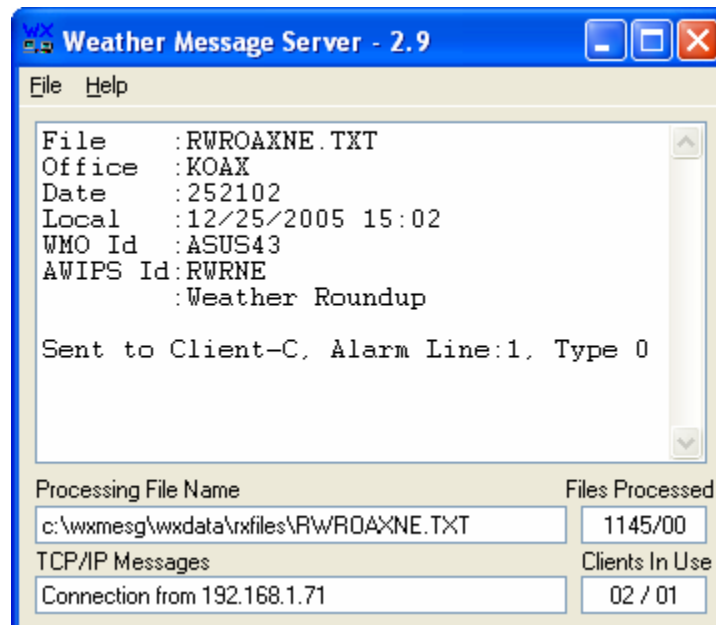 WX Weather Message Server - 2.9
File Help
File :RWROAXNE.TXT
Office :KOAX
Date :252102
Local :12/25/2005 15:02
WMO Id :ASUS43
AWIPS Id:RWRNE
:Weather Roundup
Sent to Client-C, Alarm Line:1, Type 0
Processing File Name Files Processed
c:\wxmesg\wxdata\rxfiles\RWROAXNE.TXT 1145/00
TCP/IP Messages Clients In Use
Connection from 192.168.1.71 02 / 01